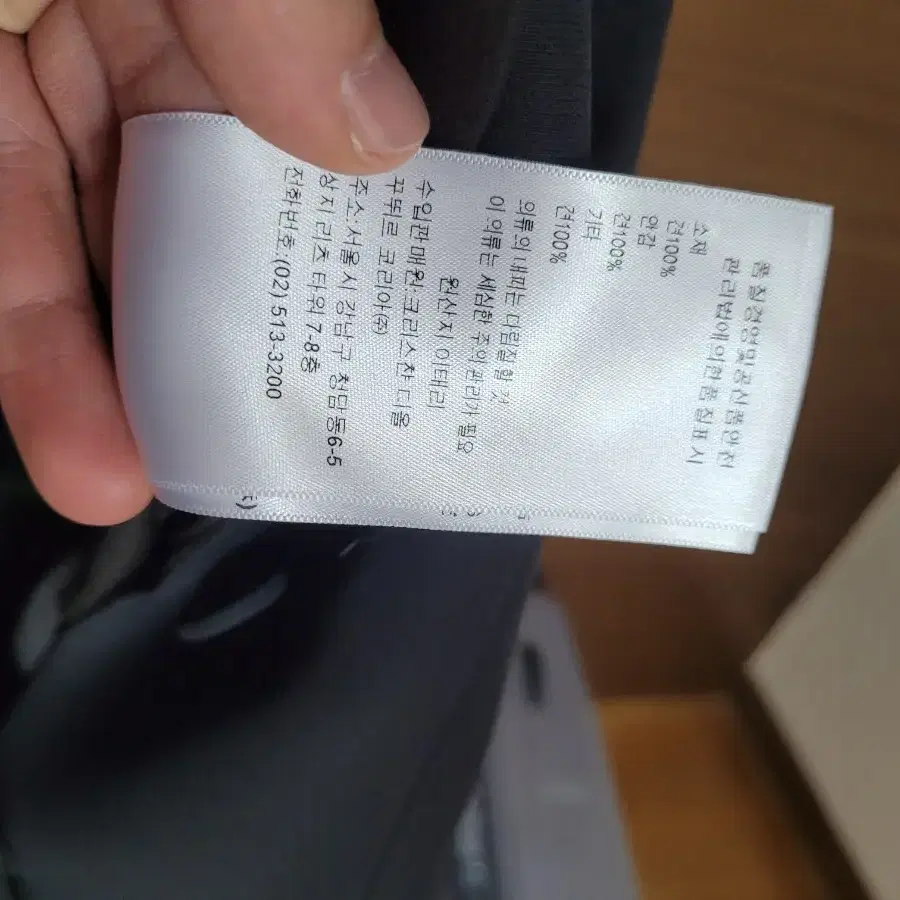 품질경영및공산품안전
관리법에의한품질표시
소재
견100%
안감
견100%
기타
견100%
의류의 내피는 다림질할 것
이 의류는 세심한 주의 관리가 필요
원산지 이태리
수입판매원:크리스챤 디올
꾸뛰르 코리아㈜
주소:서울시 강남구 청담동6-5
상지리츠 타워 7-8층
전화번호:(02) 513-3200